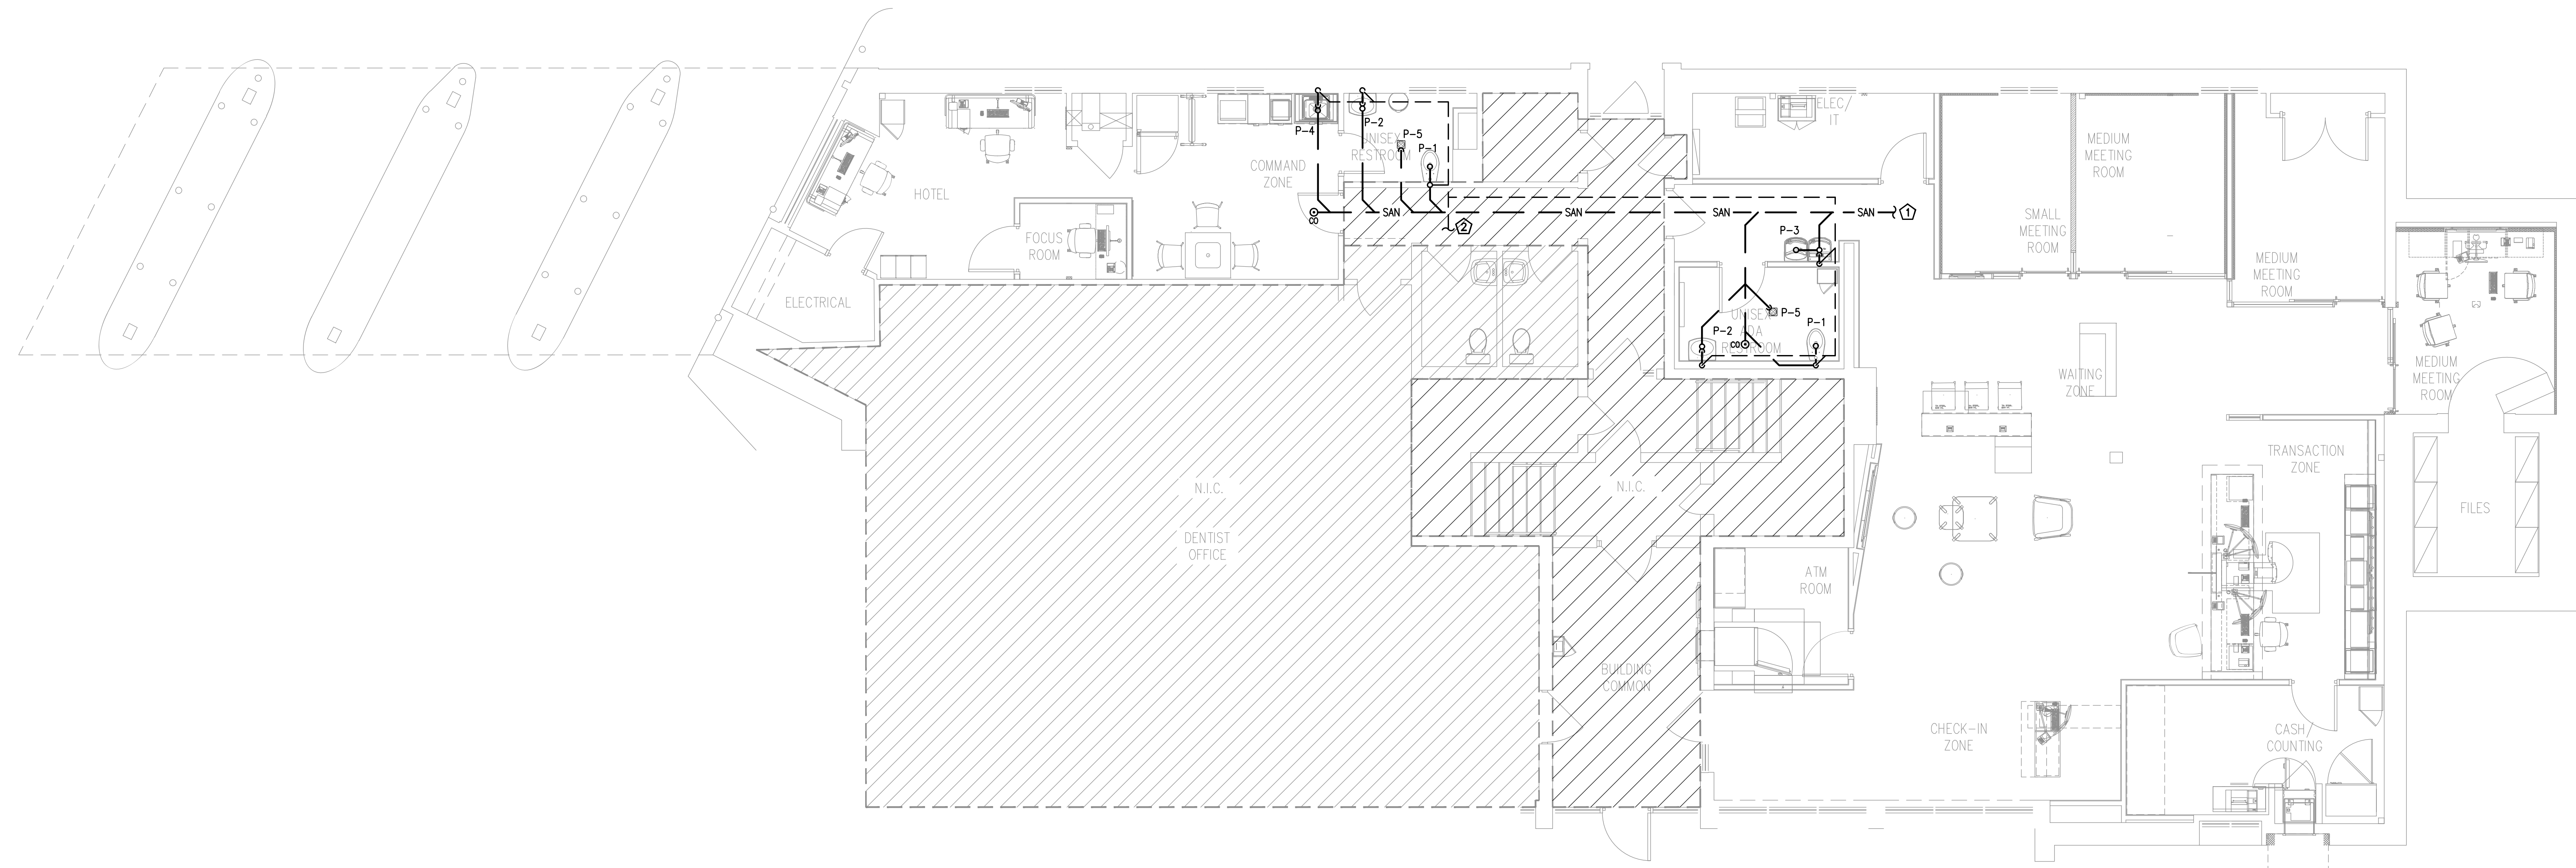 ELEC/
IT
P-4
P-2
P-5
P-1
UNISEX
RESTROOM
COMMAND
ZONE
MEDIUM
MEETING
ROOM
HOTEL
CO
SAN
SAN
SAN
SAN
1
2
SMALL
MEETING
ROOM
FOCUS
ROOM
P-3
MEDIUM
MEETING
ROOM
ELECTRICAL
P-5
P-1
P-2
CO
UNISEX
ADA
RESTROOM
WAITING
ZONE
MEDIUM
MEETING
ROOM
TRANSACTION
ZONE
N.I.C.
N.I.C.
FILES
DENTIST
OFFICE
ATM
ROOM
BUILDING
COMMON
CHECK-IN
ZONE
CASH/
COUNTING